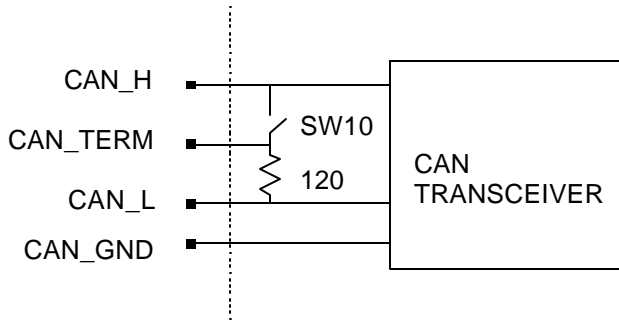 CAN_H
SW10
CAN_TERM
120
CAN
TRANSCEIVER
CAN_L
CAN_GND